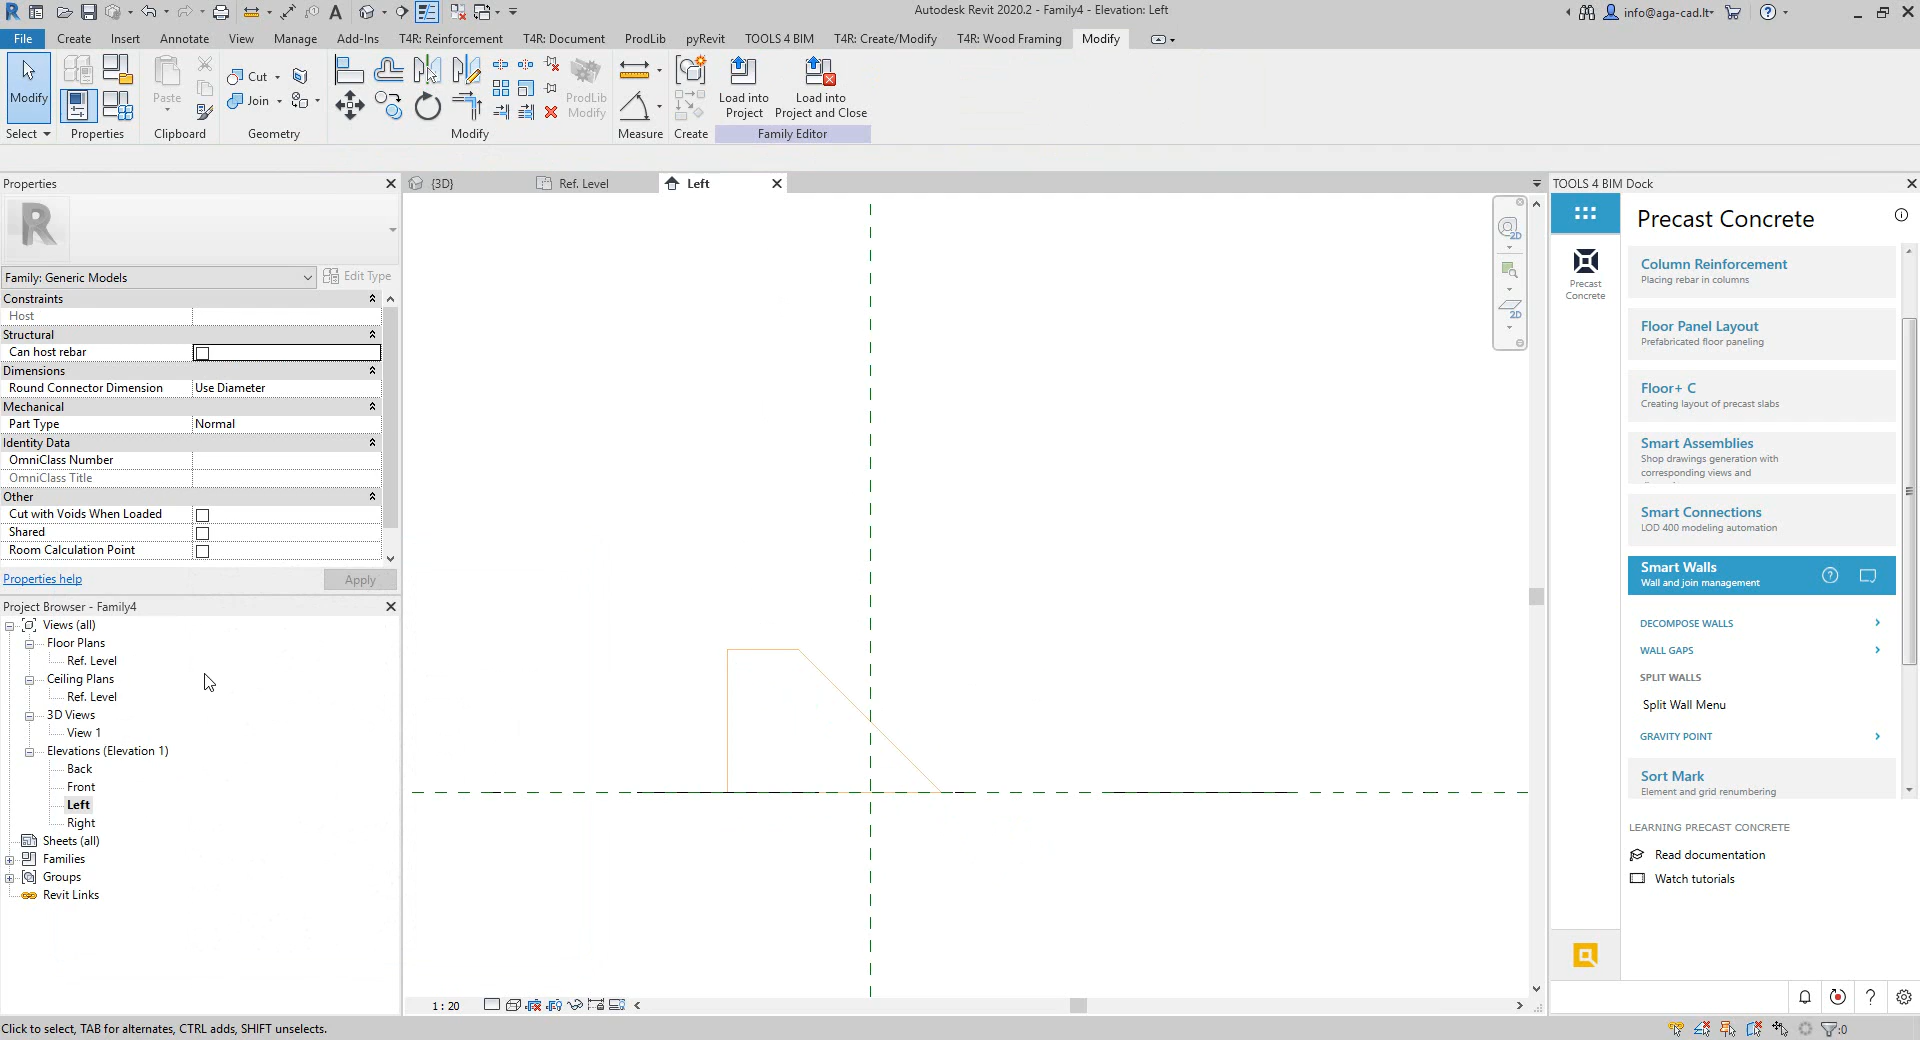 Autodesk Revit 2020.2 - Family4 - Elevation: Left
info@aga-cad.lt
File
Create
Insert
Annotate
View
Manage
Add-Ins
T4R: Reinforcement
T4R: Document
ProdLib
pyRevit
TOOLS 4 BIM
T4R: Create/Modify
T4R: Wood Framing
Modify
Modify
Paste
Cut
Join
ProdLib
Modify
Load into
Project
Load into
Project and Close
Select
Properties
Clipboard
Geometry
Modify
Measure
Create
Family Editor
Properties
Family: Generic Models
Edit Type
Constraints
Host
Structural
Can host rebar
Dimensions
Round Connector Dimension
Use Diameter
Mechanical
Part Type
Normal
Identity Data
OmniClass Number
OmniClass Title
Other
Cut with Voids When Loaded
Shared
Room Calculation Point
Properties help
Apply
Project Browser - Family4
Views (all)
Floor Plans
Ref. Level
Ceiling Plans
Ref. Level
3D Views
View 1
Elevations (Elevation 1)
Back
Front
Left
Right
Sheets (all)
Families
Groups
Revit Links
{3D}
Ref. Level
Left
2D
2D
1 : 20
TOOLS 4 BIM Dock
Precast
Concrete
Precast Concrete
Column Reinforcement
Placing rebar in columns
Floor Panel Layout
Prefabricated floor paneling
Floor+ C
Creating layout of precast slabs
Smart Assemblies
Shop drawings generation with
corresponding views and
Smart Connections
LOD 400 modeling automation
Smart Walls
Wall and join management
DECOMPOSE WALLS
WALL GAPS
SPLIT WALLS
Split Wall Menu
GRAVITY POINT
Sort Mark
Element and grid renumbering
LEARNING PRECAST CONCRETE
Read documentation
Watch tutorials
Click to select, TAB for alternates, CTRL adds, SHIFT unselects.
:0